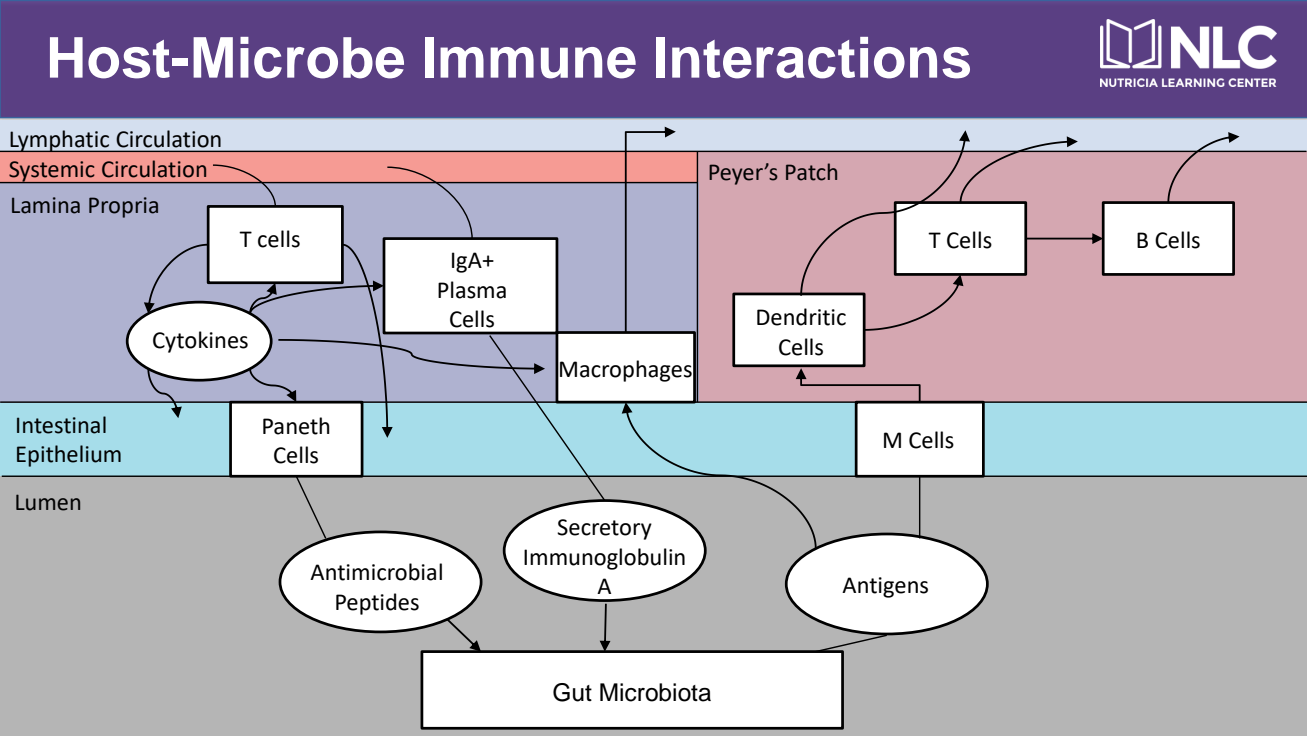 Host-Microbe Immune Interactions
NLC
NUTRICIA LEARNING CENTER
Lymphatic Circulation
Systemic Circulation
Peyer's Patch
Lamina Propria
T cells
IgA+
Plasma
Cells
T Cells
B Cells
Cytokines
Dendritic
Cells
Macrophages
Intestinal
Epithelium
Paneth
Cells
M Cells
Lumen
Antimicrobial
Peptides
Secretory
Immunoglobulin
A
Antigens
Gut Microbiota